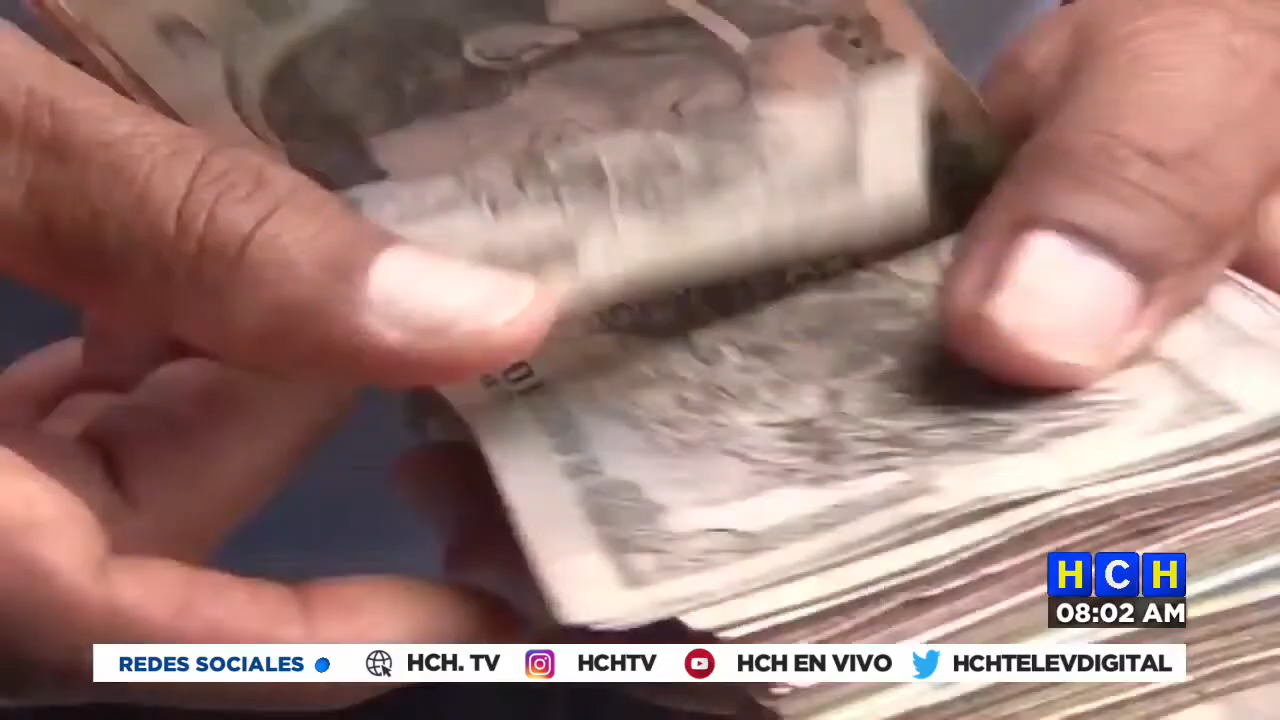 HCH
08:02 AM
REDES SOCIALES HCH. TV HCHTV HCH EN VIVO HCHTELEVDIGITAL